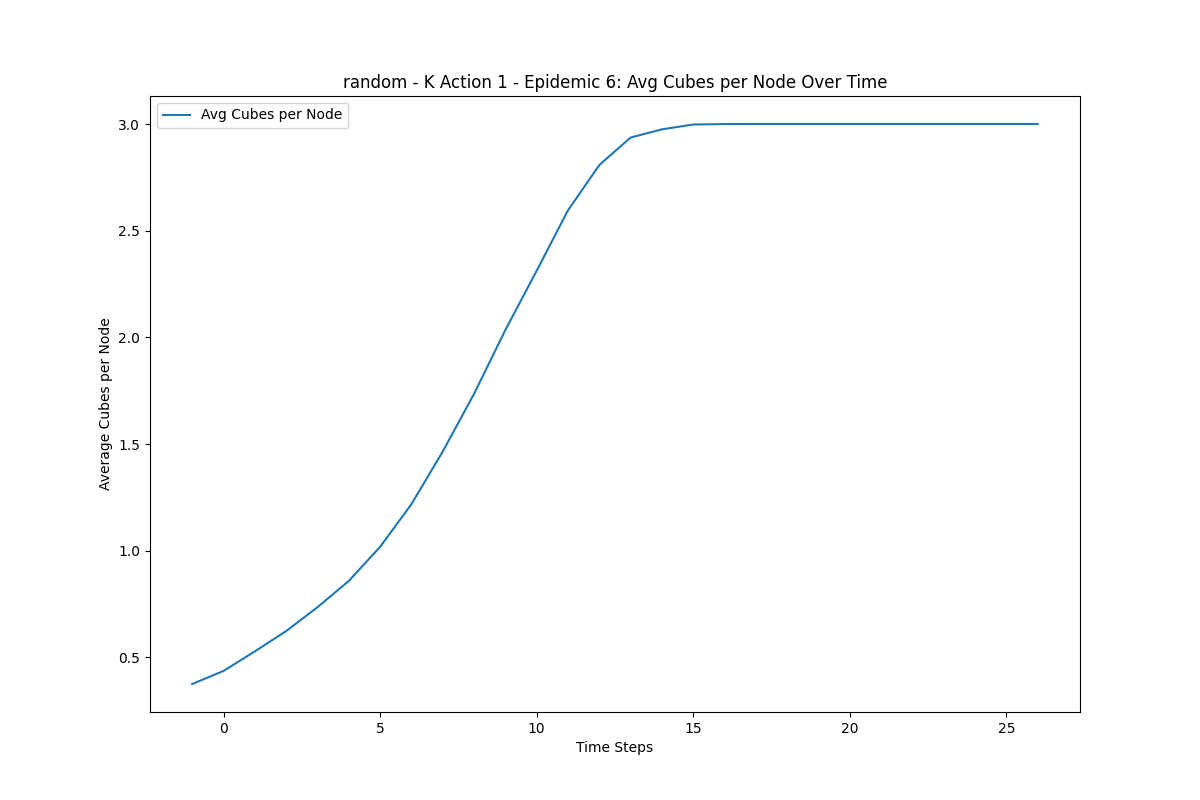 random - K Action 1 - Epidemic 6: Avg Cubes per Node Over Time
Avg Cubes per Node
3.0
2.5
2.0
1.5
1.0
0.5
Average Cubes per Node
0 5 10 15 20 25
Time Steps